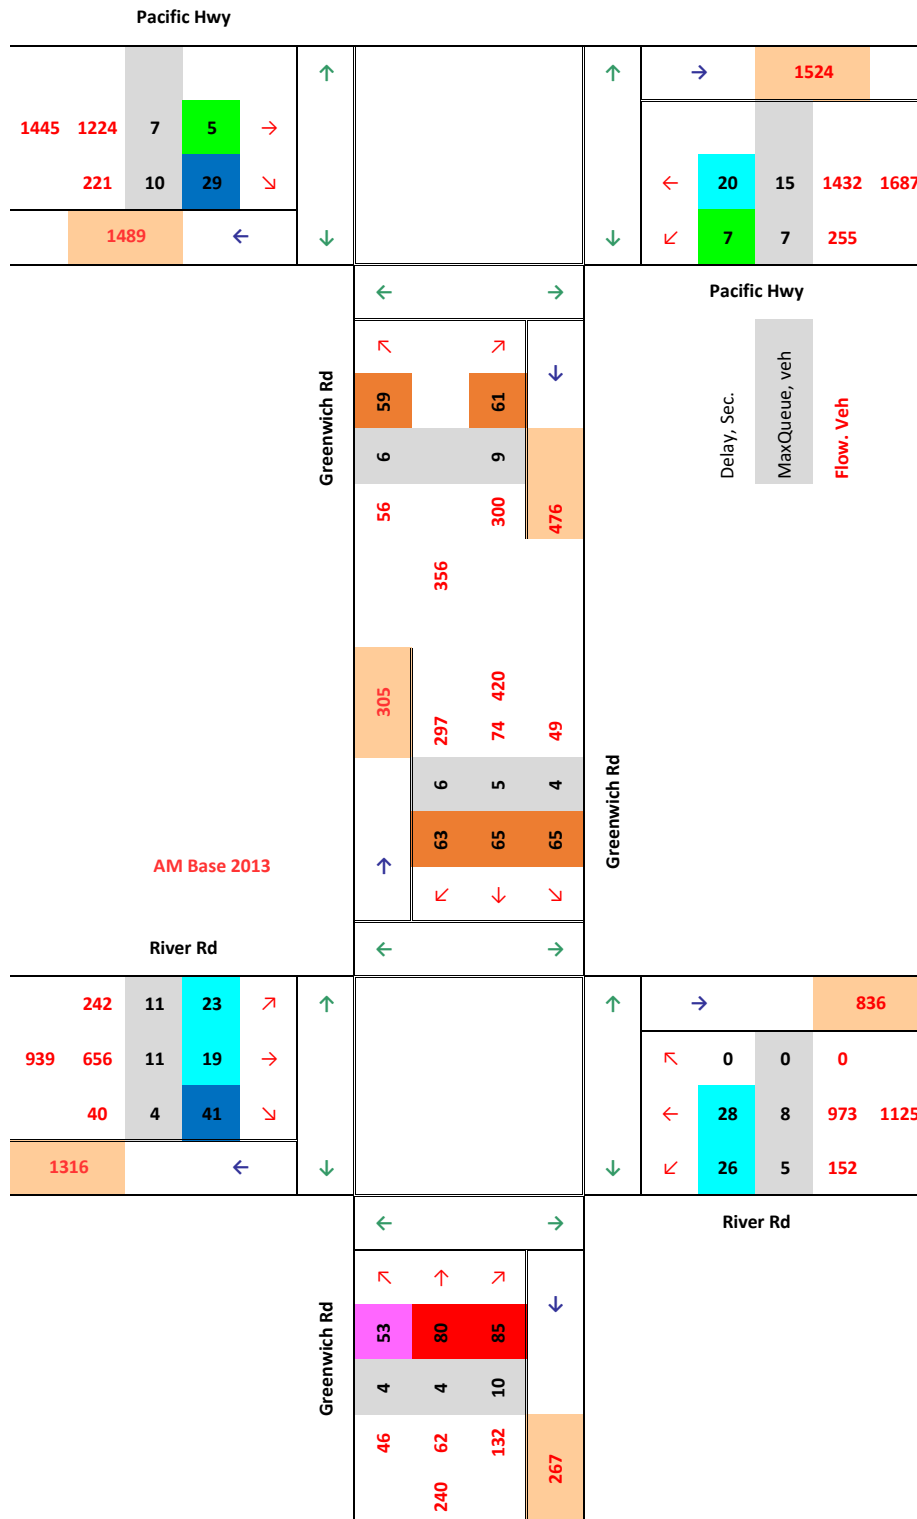 Pacific Hwy
↑ ↑ → 1524
1445 1224 7 5 →
221 10 29 ↘ ← 20 15 1432 1687
1489 ← ↓ ↓ ↙ 7 7 255
← → Pacific Hwy
↖ ↗ ↓
Greenwich Rd
59 61
6 9
56 300 476
356
Delay, Sec.
MaxQueue, veh
Flow. Veh
305
420
297 74 49
6 5 4
63 65 65
Greenwich Rd
AM Base 2013
↑ ↙ ↓ ↘
River Rd
← →
242 11 23 ↗ ↑ ↑ → 836
939 656 11 19 → ↖ 0 0 0
40 4 41 ↘ ← 28 8 973 1125
1316 ← ↓ ↓ ↙ 26 5 152
← → River Rd
↖ ↑ ↗ ↓
Greenwich Rd
53 80 85
4 4 10
46 62 132 267
240